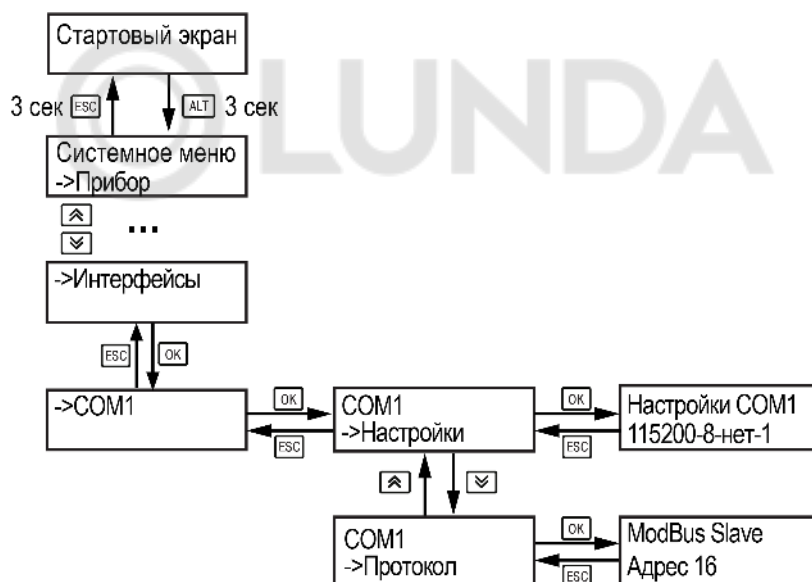 Стартовый экран
LUNDA
3 сек ESC ALT 3 сек
Системное меню
->Прибор
...
->Интерфейсы
ESC OK
->COM1
OK
ESC
COM1
->Настройки
OK
ESC
Настройки COM1
115200-8-нет-1
COM1
->Протокол
OK
ESC
ModBus Slave
Адрес 16